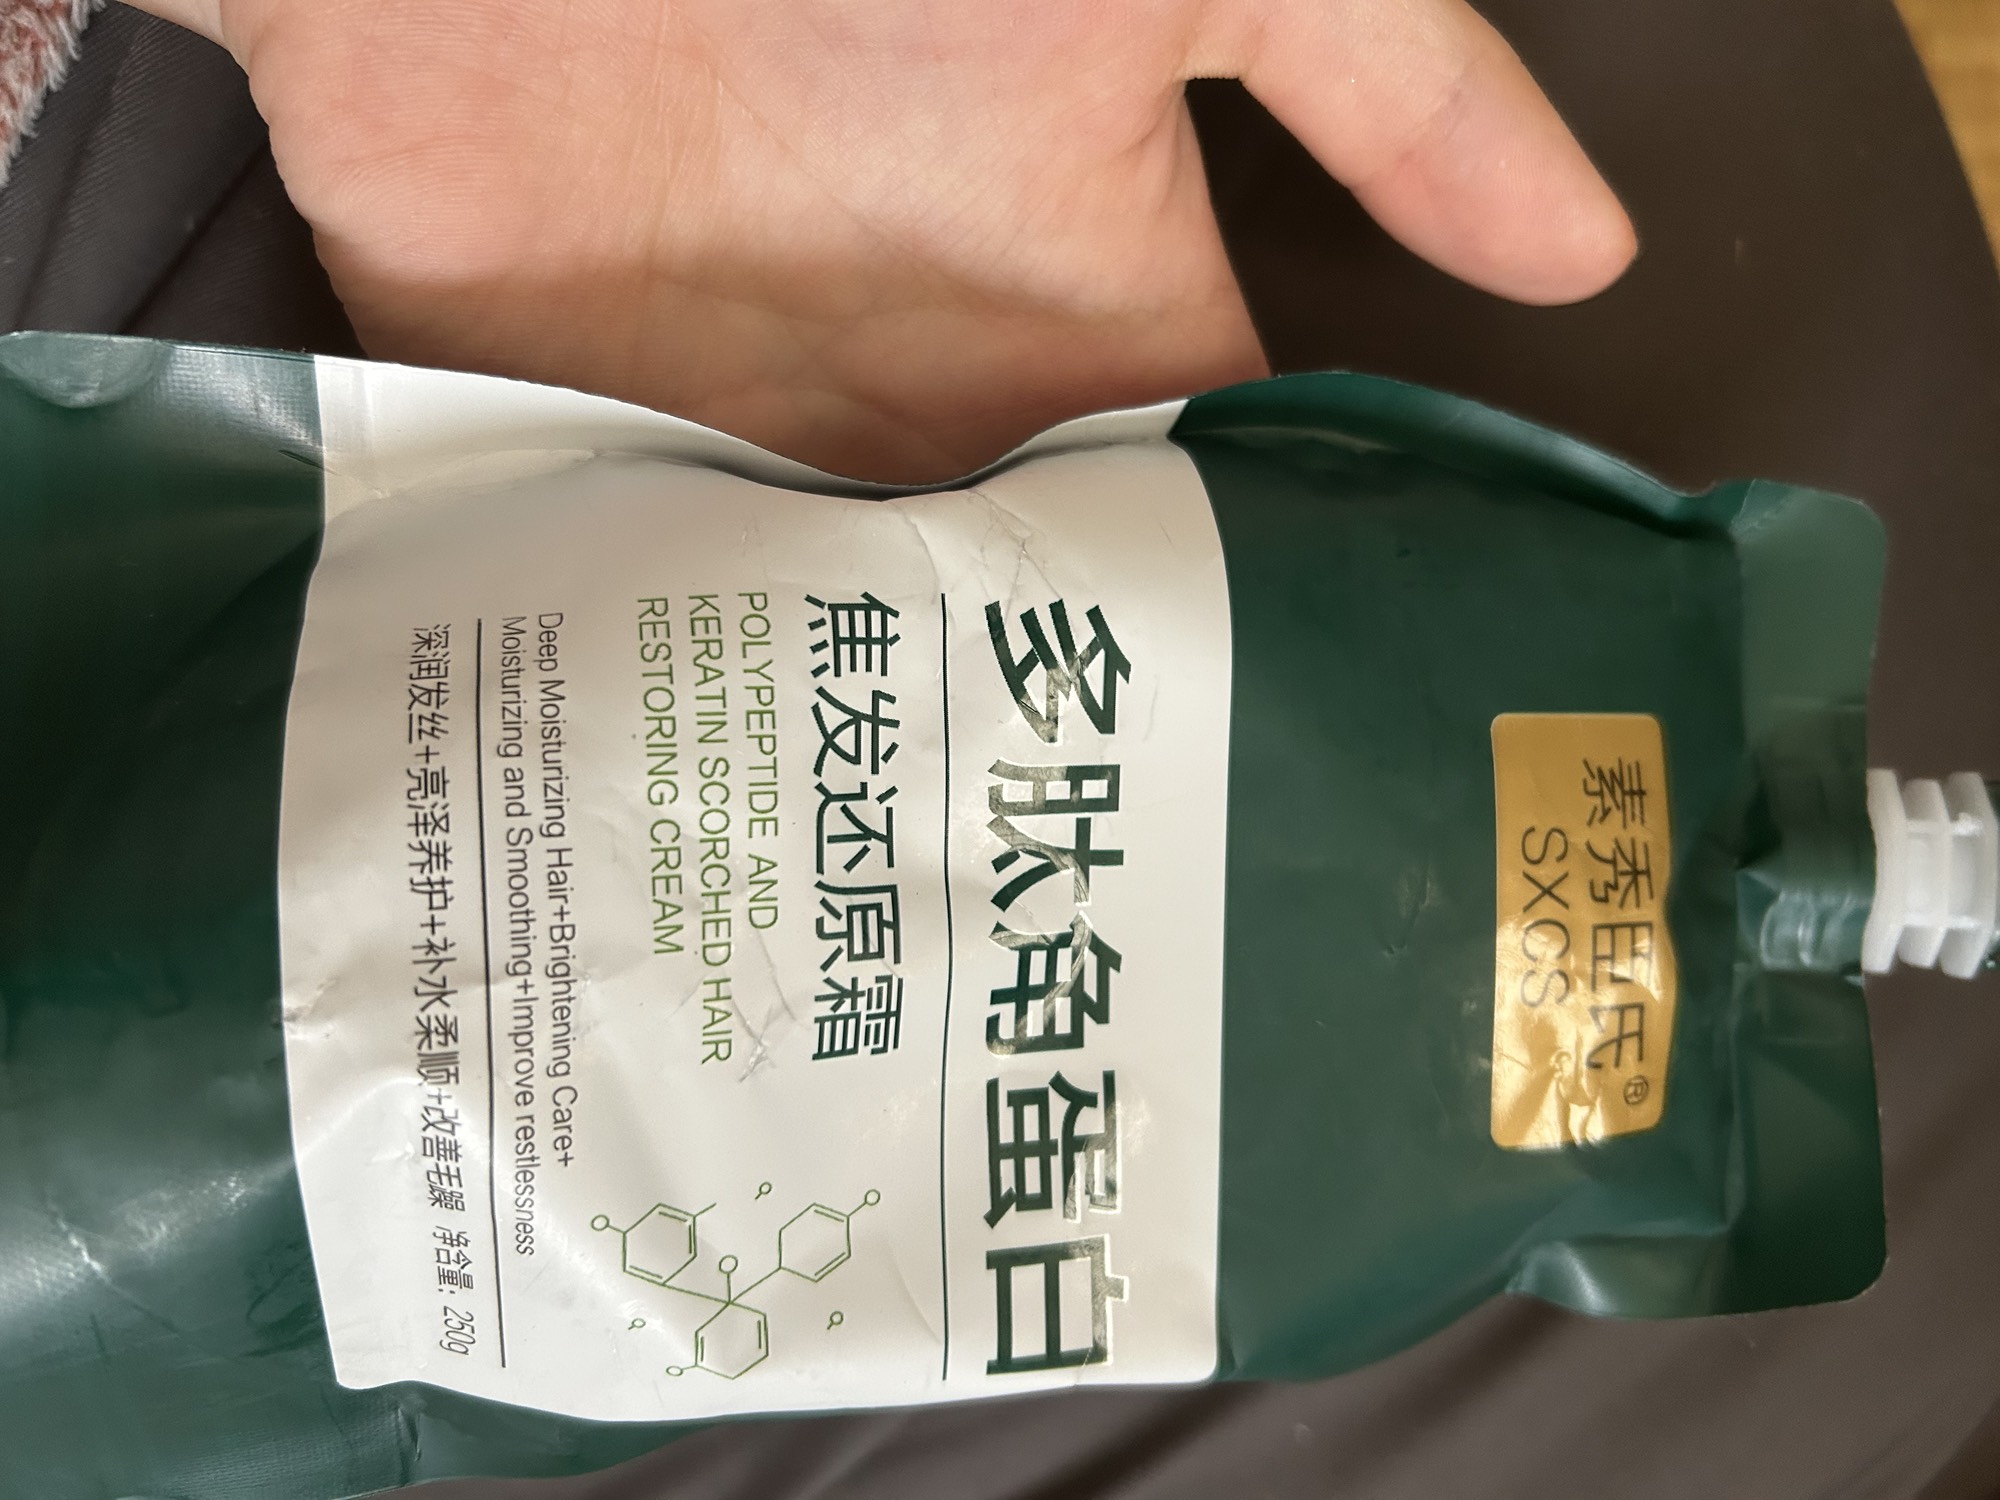 素秀臣氏®
SXCS
多肽角蛋白
焦发还原霜
POLYPEPTIDE AND
KERATIN SCORCHED HAIR
RESTORING CREAM
Deep Moisturizing Hair+Brightening Care+
Moisturizing and Smoothing+Improve restlessness
深润发丝+亮泽养护+补水柔顺+改善毛躁 净含量: 250g